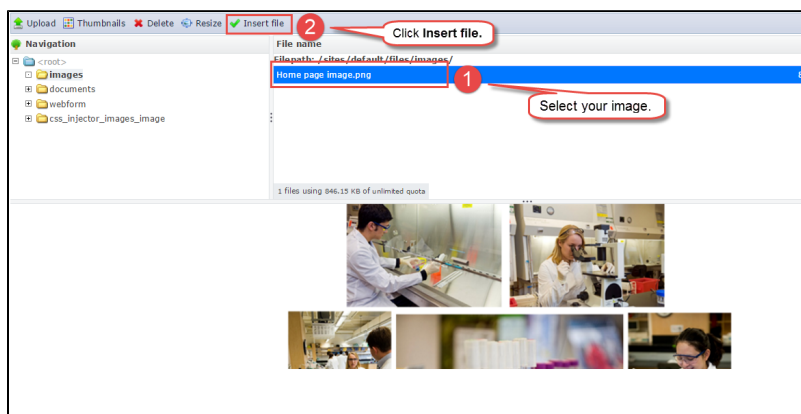 Upload Thumbnails Delete Resize Insert file
2
Click Insert file.
Navigation
File name
<root>
Filepath: /sites/default/files/images/
images
Home page image.png
1
documents
webform
Select your image.
css_injector_images_image
1 files using 846.15 KB of unlimited quota